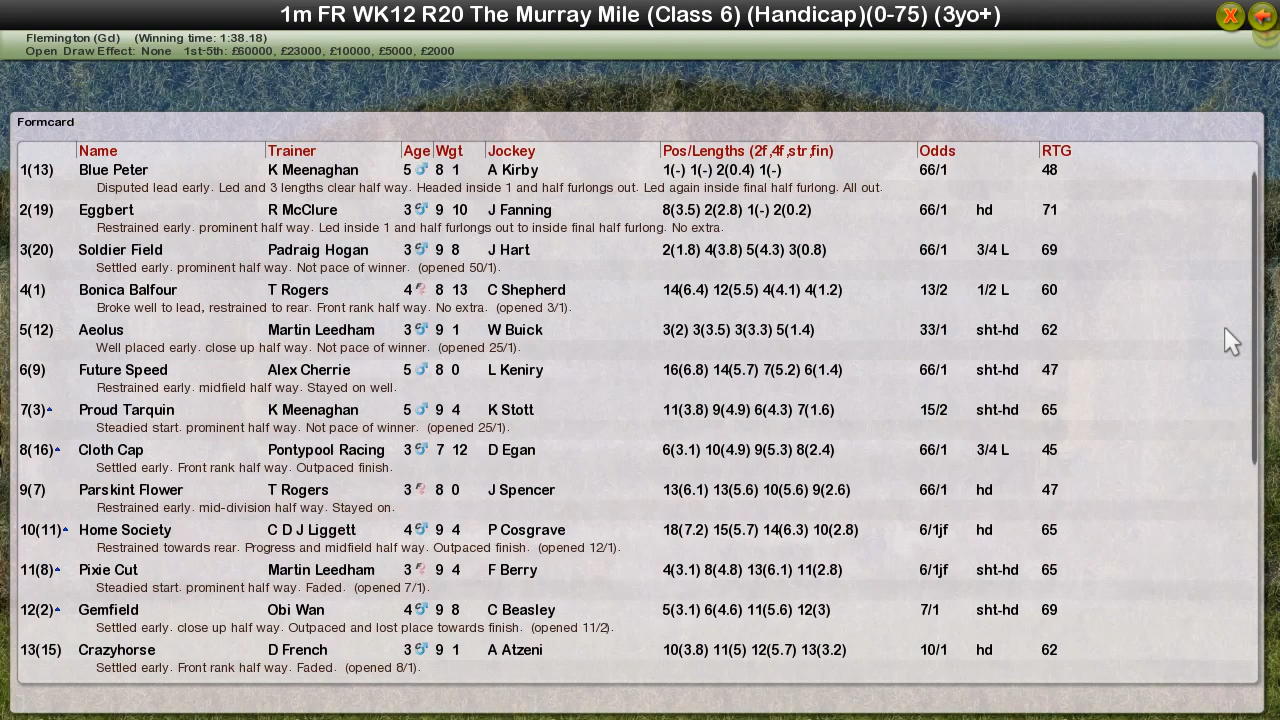 1m FR WK12 R20 The Murray Mile (Class 6) (Handicap)(0-75) (3yo+)
Flemington (Gd) (Winning time: 1:38.18)
Open Draw Effect: None 1st-5th: £60000, £23000, £10000, £5000, £2000
Formcard
Name Trainer Age Wgt Jockey Pos/Lengths (2f,4f,str,fin) Odds RTG
1(13) Blue Peter K Meenaghan 5 8 1 A Kirby 1(-) 1(-) 2(0.4) 1(-) 66/1 48
Disputed lead early. Led and 3 lengths clear half way. Headed inside 1 and half furlongs out. Led again inside final half furlong. All out.
2(19) Eggbert R McClure 3 9 10 J Fanning 8(3.5) 2(2.8) 1(-) 2(0.2) 66/1 hd 71
Restrained early. prominent half way. Led inside 1 and half furlongs out to inside final half furlong. No extra.
3(20) Soldier Field Padraig Hogan 3 9 8 J Hart 2(1.8) 4(3.8) 5(4.3) 3(0.8) 66/1 3/4 L 69
Settled early. prominent half way. Not pace of winner. (opened 50/1).
4(1) Bonica Balfour T Rogers 4 8 13 C Shepherd 14(6.4) 12(5.5) 4(4.1) 4(1.2) 13/2 1/2 L 60
Broke well to lead, restrained to rear. Front rank half way. No extra. (opened 3/1).
5(12) Aeolus Martin Leedham 3 9 1 W Buick 3(2) 3(3.5) 3(3.3) 5(1.4) 33/1 sht-hd 62
Well placed early. close up half way. Not pace of winner. (opened 25/1).
6(9) Future Speed Alex Cherrie 5 8 0 L Keniry 16(6.8) 14(5.7) 7(5.2) 6(1.4) 66/1 sht-hd 47
Restrained early. midfield half way. Stayed on well.
7(3) Proud Tarquin K Meenaghan 5 9 4 K Stott 11(3.8) 9(4.9) 6(4.3) 7(1.6) 15/2 sht-hd 65
Steadied start. prominent half way. Not pace of winner. (opened 25/1).
8(16) Cloth Cap Pontypool Racing 3 7 12 D Egan 6(3.1) 10(4.9) 9(5.3) 8(2.4) 66/1 3/4 L 45
Settled early. Front rank half way. Outpaced finish.
9(7) Parskint Flower T Rogers 3 8 0 J Spencer 13(6.1) 13(5.6) 10(5.6) 9(2.6) 66/1 hd 47
Restrained early. mid-division half way. Stayed on.
10(11) Home Society C D J Liggett 4 9 4 P Cosgrave 18(7.2) 15(5.7) 14(6.3) 10(2.8) 6/1jf hd 65
Restrained towards rear. Progress and midfield half way. Outpaced finish. (opened 12/1).
11(8) Pixie Cut Martin Leedham 3 9 4 F Berry 4(3.1) 8(4.8) 13(6.1) 11(2.8) 6/1jf sht-hd 65
Steadied start. prominent half way. Faded. (opened 7/1).
12(2) Gemfield Obi Wan 4 9 8 C Beasley 5(3.1) 6(4.6) 11(5.6) 12(3) 7/1 sht-hd 69
Settled early. close up half way. Outpaced and lost place towards finish. (opened 11/2).
13(15) Crazyhorse D French 3 9 1 A Atzeni 10(3.8) 11(5) 12(5.7) 13(3.2) 10/1 hd 62
Settled early. Front rank half way. Faded. (opened 8/1).